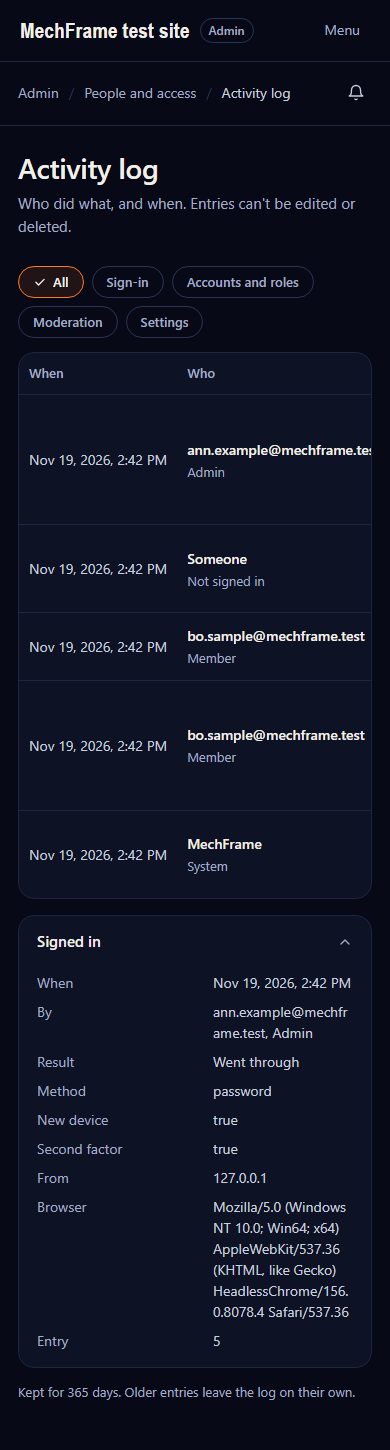 MechFrame test site Admin Menu
Admin / People and access / Activity log
Activity log
Who did what, and when. Entries can't be edited or
deleted.
All Sign-in Accounts and roles
Moderation Settings
When Who
Nov 19, 2026, 2:42 PM ann.example@mechframe.tes
Admin
Nov 19, 2026, 2:42 PM Someone
Not signed in
Nov 19, 2026, 2:42 PM bo.sample@mechframe.test
Member
Nov 19, 2026, 2:42 PM bo.sample@mechframe.test
Member
Nov 19, 2026, 2:42 PM MechFrame
System
Signed in
When Nov 19, 2026, 2:42 PM
By ann.example@mechfr
ame.test, Admin
Result Went through
Method password
New device true
Second factor true
From 127.0.0.1
Browser Mozilla/5.0 (Windows
NT 10.0; Win64; x64)
AppleWebKit/537.36
(KHTML, like Gecko)
HeadlessChrome/156.
0.8078.4 Safari/537.36
Entry 5
Kept for 365 days. Older entries leave the log on their own.